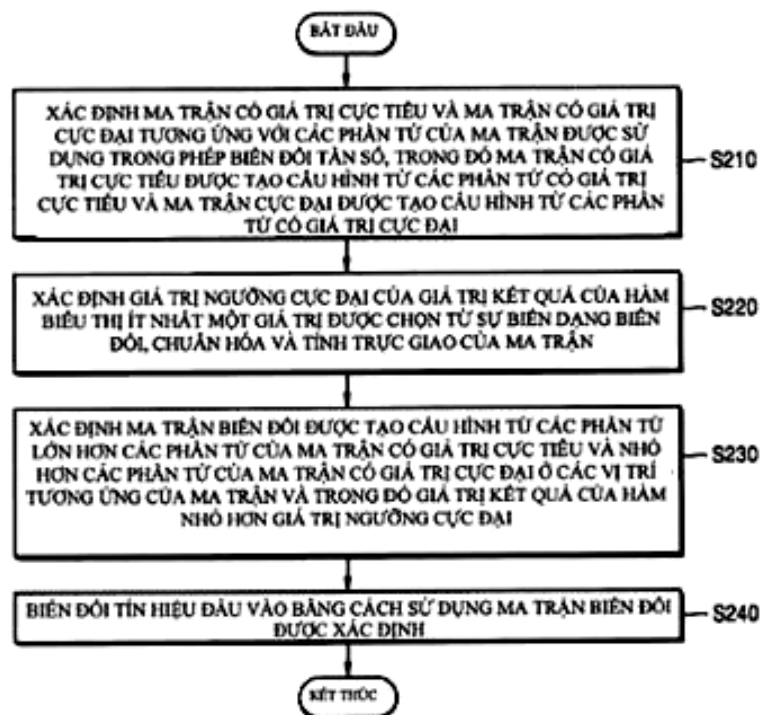 BẮT ĐẦU
XÁC ĐỊNH MA TRẬN CÓ GIÁ TRỊ CỰC TIỂU VÀ MA TRẬN CÓ GIÁ TRỊ
CỰC ĐẠI TƯƠNG ỨNG VỚI CÁC PHẦN TỬ CỦA MA TRẬN ĐƯỢC SỬ
DỤNG TRONG PHÉP BIẾN ĐỔI TẦN SỐ, TRONG ĐÓ MA TRẬN CÓ GIÁ
TRỊ CỰC TIỂU ĐƯỢC TẠO CẤU HÌNH TỪ CÁC PHẦN TỬ CÓ GIÁ TRỊ
CỰC TIỂU VÀ MA TRẬN CỰC ĐẠI ĐƯỢC TẠO CẤU HÌNH TỪ CÁC PHẦN
TỬ CÓ GIÁ TRỊ CỰC ĐẠI
S210
XÁC ĐỊNH GIÁ TRỊ NGƯỠNG CỰC ĐẠI CỦA GIÁ TRỊ KẾT QUẢ CỦA HÀM
BIỂU THỊ ÍT NHẤT MỘT GIÁ TRỊ ĐƯỢC CHỌN TỪ SỰ BIẾN DẠNG BIẾN
ĐỔI, CHUẨN HÓA VÀ TÍNH TRỰC GIAO CỦA MA TRẬN
S220
XÁC ĐỊNH MA TRẬN BIẾN ĐỔI ĐƯỢC TẠO CẤU HÌNH TỪ CÁC PHẦN TỬ
LỚN HƠN CÁC PHẦN TỬ CỦA MA TRẬN CÓ GIÁ TRỊ CỰC TIỂU VÀ NHỎ
HƠN CÁC PHẦN TỬ CỦA MA TRẬN CÓ GIÁ TRỊ CỰC ĐẠI Ở CÁC VỊ TRÍ
TƯƠNG ỨNG CỦA MA TRẬN VÀ TRONG ĐÓ GIÁ TRỊ KẾT QUẢ CỦA HÀM
NHỎ HƠN GIÁ TRỊ NGƯỠNG CỰC ĐẠI
S230
BIẾN ĐỔI TÍN HIỆU ĐẦU VÀO BẰNG CÁCH SỬ DỤNG MA TRẬN BIẾN ĐỔI
ĐƯỢC XÁC ĐỊNH
S240
KẾT THÚC